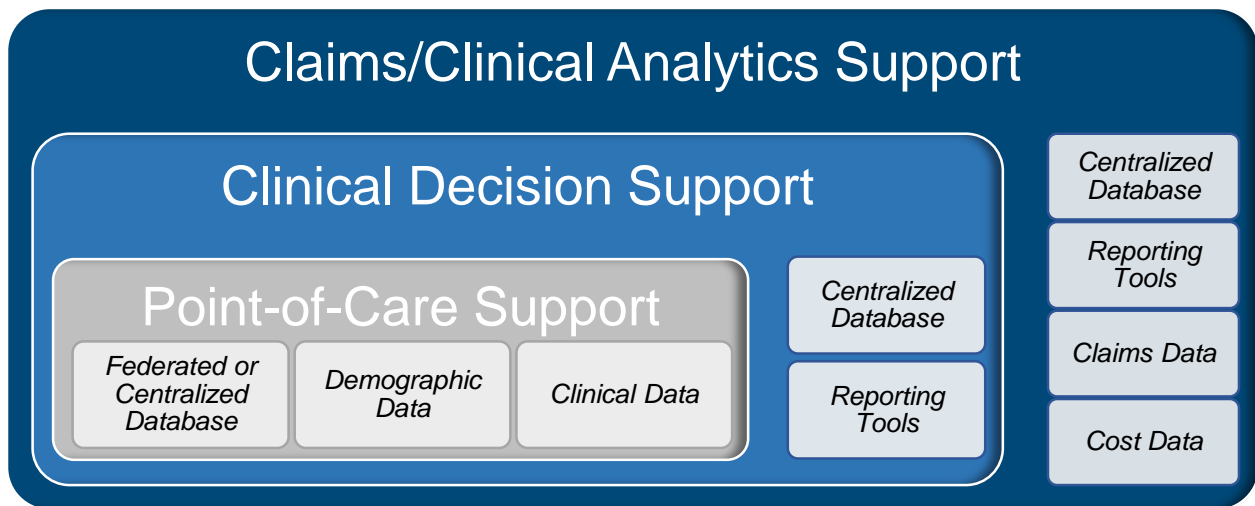 Claims/Clinical Analytics Support
Clinical Decision Support
Point-of-Care Support
Federated or
Centralized
Database
Demographic
Data
Clinical Data
Centralized
Database
Reporting
Tools
Centralized
Database
Reporting
Tools
Claims Data
Cost Data